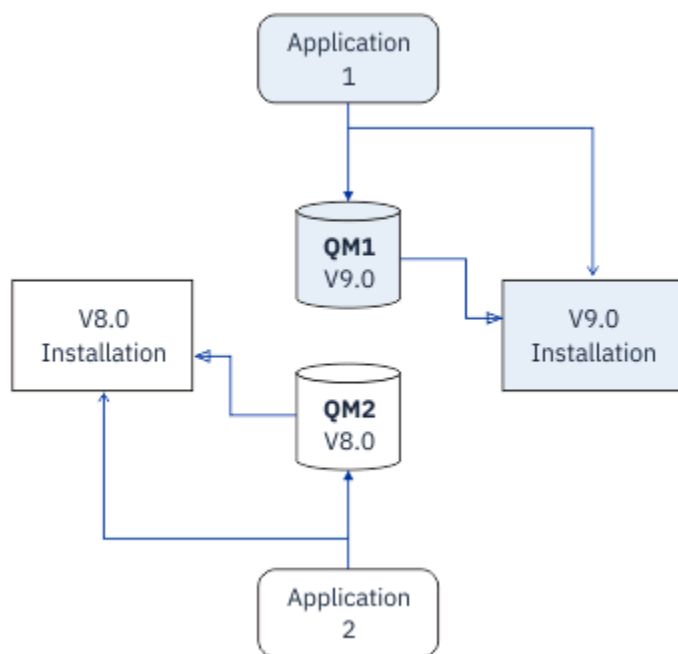 Application
1
QM1
V9.0
V8.0
Installation
V9.0
Installation
QM2
V8.0
Application
2